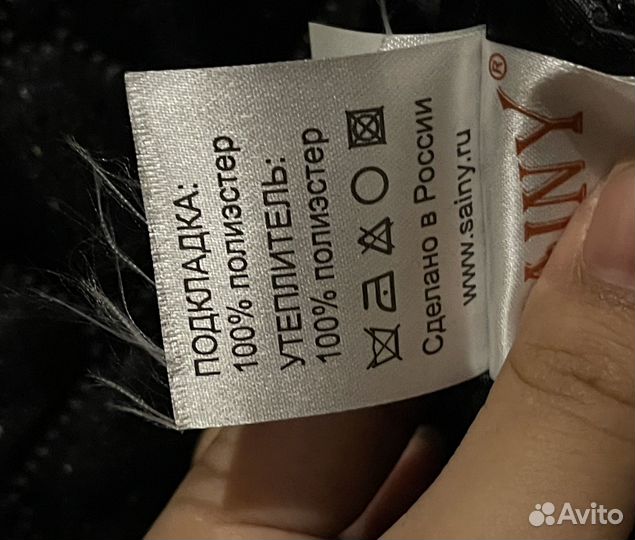 ПОДКЛАДКА:
100% полиэстер
УТЕПЛИТЕЛЬ:
100% полиэстер
Сделано в России
www.sainy.ru
®
Avito